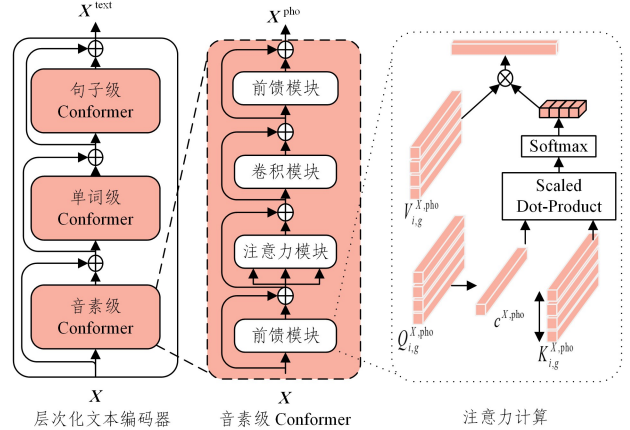 X^text
句子级
Conformer
单词级
Conformer
音素级
Conformer
X
层次化文本编码器
X^pho
前馈模块
卷积模块
注意力模块
前馈模块
X
音素级 Conformer
Softmax
Scaled
Dot-Product
V_{i,g}^{X,pho}
Q_{i,g}^{X,pho}
c^{X,pho}
K_{i,g}^{X,pho}
注意力计算